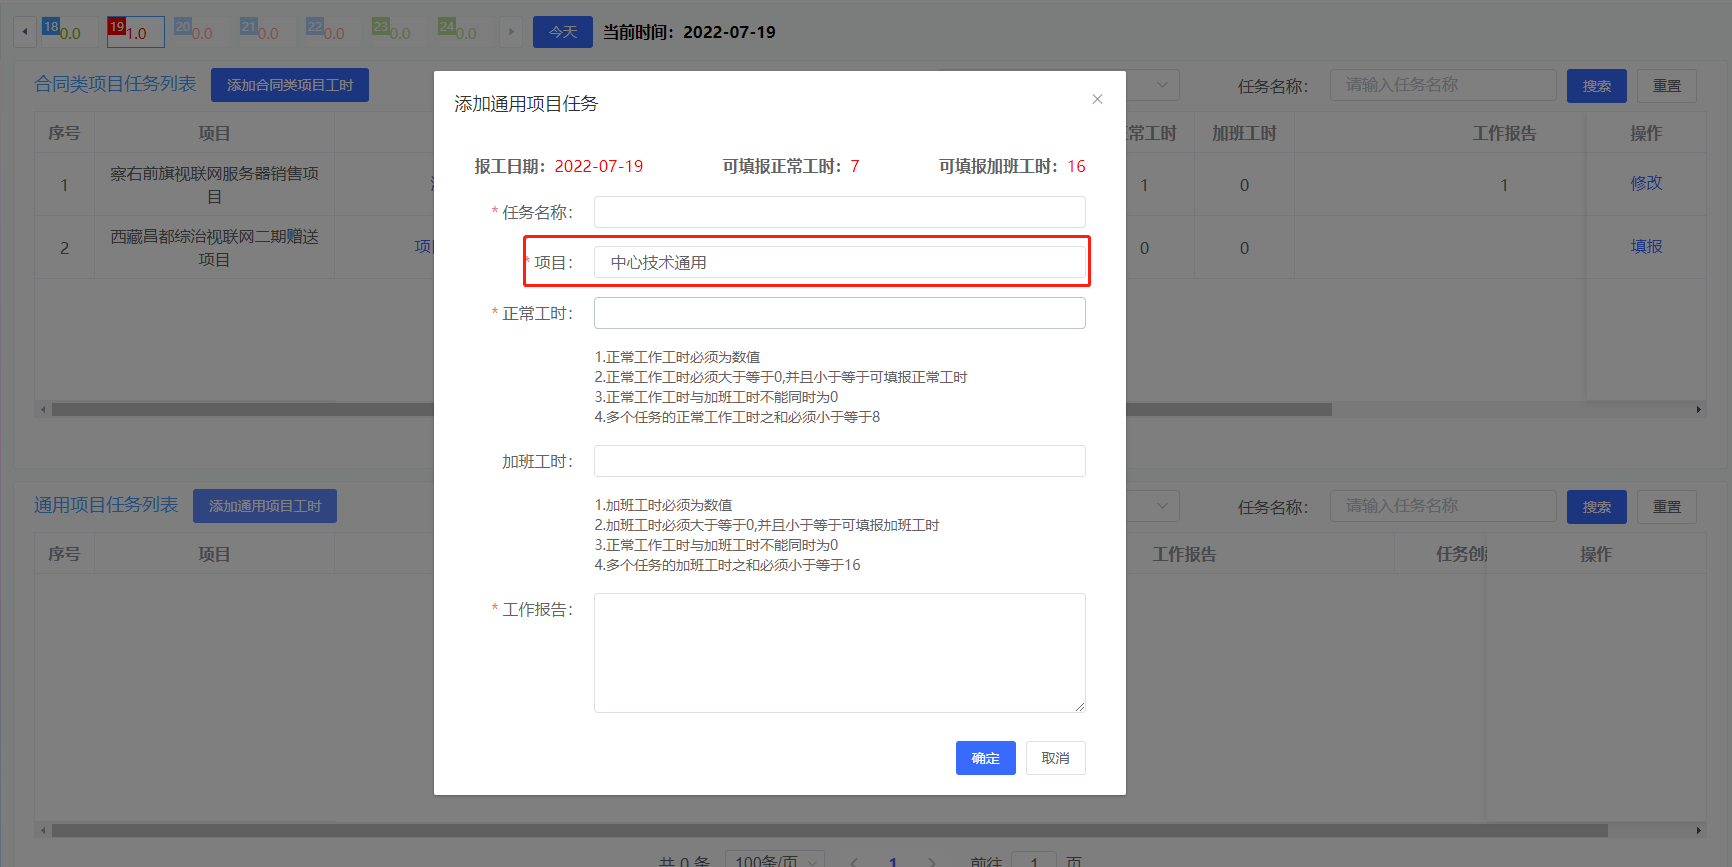 18 0.0 19 1.0 20 0.0 21 0.0 22 0.0 23 0.0 24 0.0 今天 当前时间：2022-07-19
合同类项目任务列表 添加合同类项目工时 任务名称： 请输入任务名称 搜索 重置
序号 项目 常工时 加班工时 工作报告 操作
1 察右前旗视联网服务器销售项目 1 0 1 修改
2 西藏昌都综治视联网二期赠送项目 项 0 0 填报
添加通用项目任务
报工日期：2022-07-19 可填报正常工时：7 可填报加班工时：16
* 任务名称：
* 项目： 中心技术通用
* 正常工时：
1.正常工作工时必须为数值
2.正常工作工时必须大于等于0,并且小于等于可填报正常工时
3.正常工作工时与加班工时不能同时为0
4.多个任务的正常工作工时之和必须小于等于8
加班工时：
1.加班工时必须为数值
2.加班工时必须大于等于0,并且小于等于可填报加班工时
3.正常工作工时与加班工时不能同时为0
4.多个任务的加班工时之和必须小于等于16
* 工作报告：
确定 取消
通用项目任务列表 添加通用项目工时 任务名称： 请输入任务名称 搜索 重置
序号 项目 工作报告 任务创 操作
共 0 条 100条/页 1 前往 1 页